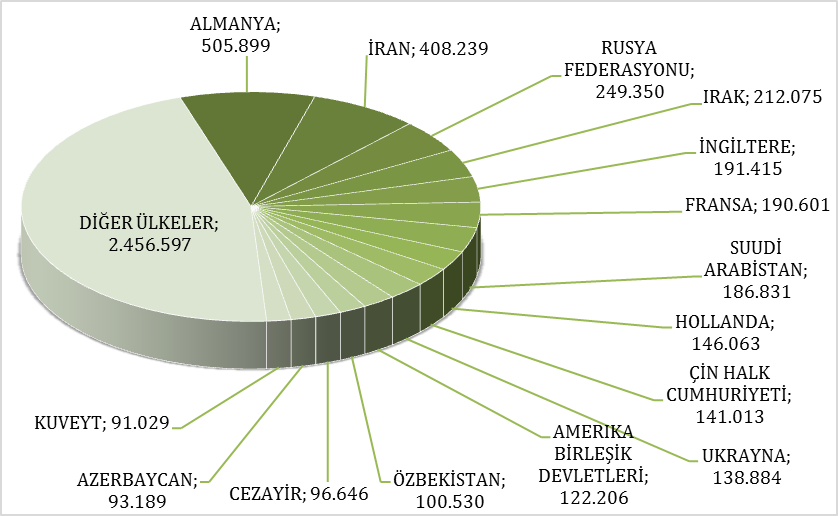 ALMANYA;
505.899
İRAN; 408.239
RUSYA
FEDERASYONU;
249.350
IRAK; 212.075
İNGİLTERE;
191.415
FRANSA; 190.601
SUUDİ
ARABİSTAN;
186.831
HOLLANDA;
146.063
ÇİN HALK
CUMHURİYETİ;
141.013
UKRAYNA;
138.884
AMERIKA
BİRLEŞİK
DEVLETLERİ;
122.206
ÖZBEKİSTAN;
100.530
CEZAYİR; 96.646
AZERBAYCAN;
93.189
KUVEYT; 91.029
DİĞER ÜLKELER;
2.456.597